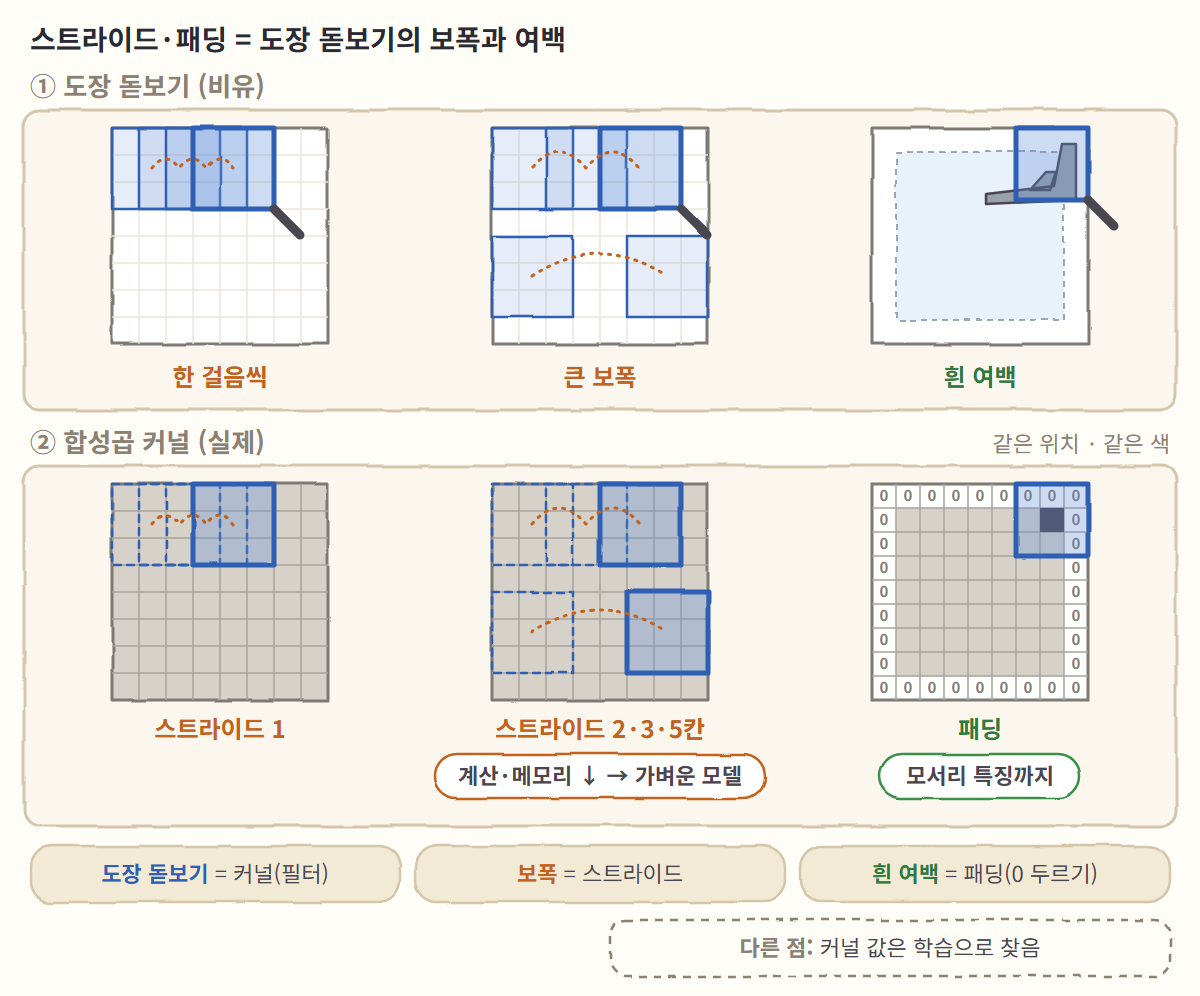 스트라이드·패딩 = 도장 돋보기의 보폭과 여백
① 도장 돋보기 (비유)
한 걸음씩
큰 보폭
흰 여백
② 합성곱 커널 (실제)
같은 위치 · 같은 색
0 0 0 0 0 0 0 0 0
0 0
0 0
0 0
0 0
0 0
0 0
0 0
0 0 0 0 0 0 0 0 0
스트라이드 1
스트라이드 2·3·5칸
패딩
계산·메모리 ↓ → 가벼운 모델
모서리 특징까지
도장 돋보기 = 커널(필터)
보폭 = 스트라이드
흰 여백 = 패딩(0 두르기)
다른 점: 커널 값은 학습으로 찾음